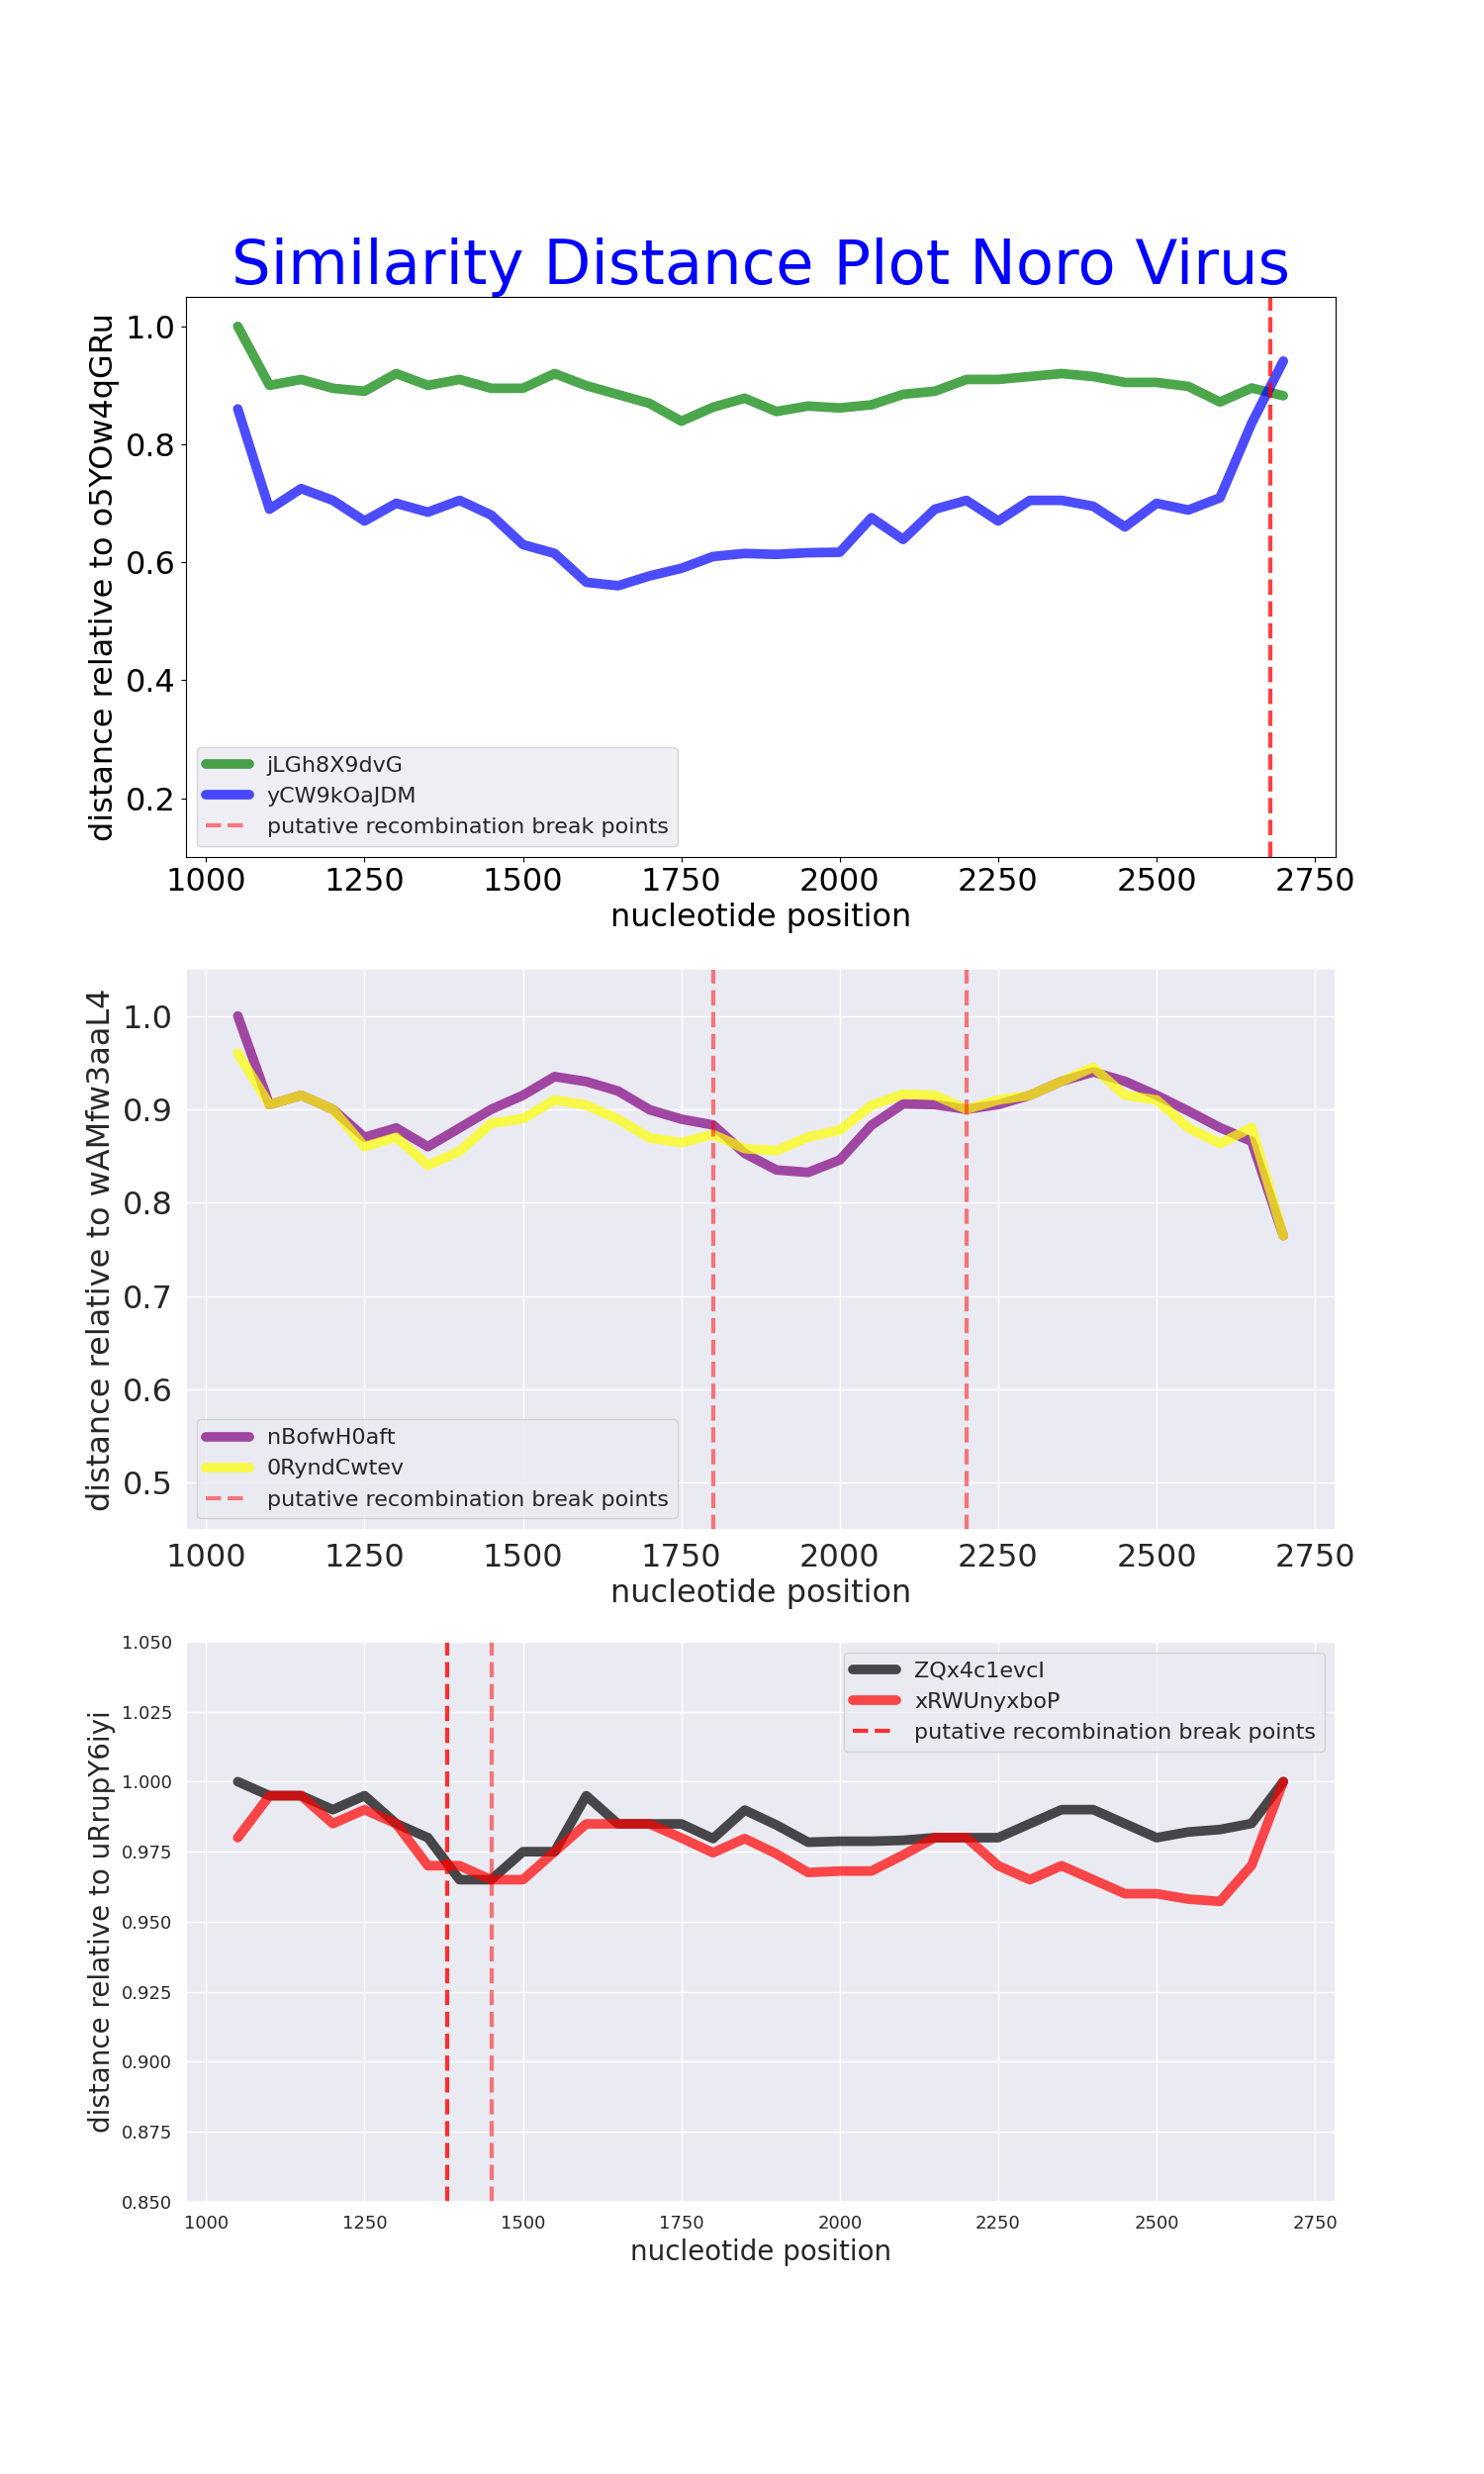 Similarity Distance Plot Noro Virus
distance relative to o5YOw4qGRu
1.0
0.8
0.6
0.4
0.2
jLGh8X9dvG
yCW9kOaJDM
putative recombination break points
1000 1250 1500 1750 2000 2250 2500 2750
nucleotide position
distance relative to wAMfw3aaL4
1.0
0.9
0.8
0.7
0.6
0.5
nBofwH0aft
0RyndCwtev
putative recombination break points
1000 1250 1500 1750 2000 2250 2500 2750
nucleotide position
distance relative to uRrupY6iyi
1.050
1.025
1.000
0.975
0.950
0.925
0.900
0.875
0.850
ZQx4c1evcI
xRWUnyxboP
putative recombination break points
1000 1250 1500 1750 2000 2250 2500 2750
nucleotide position